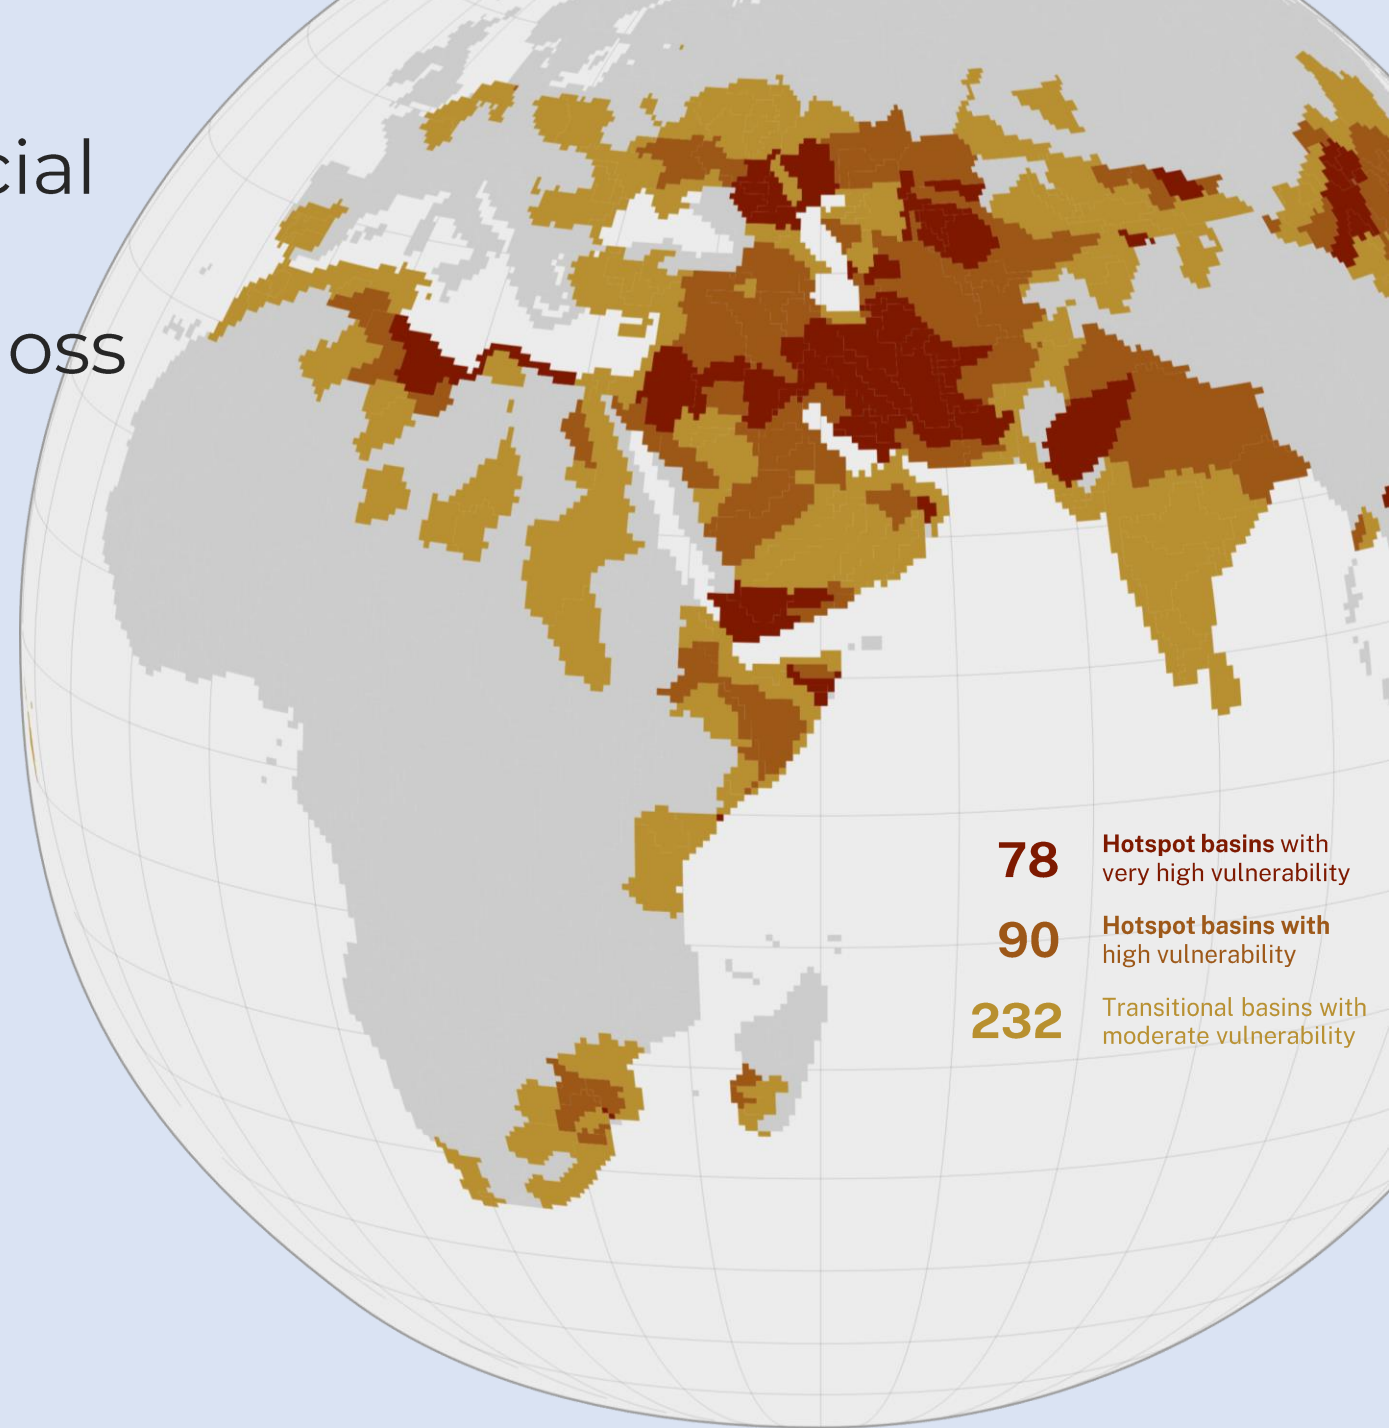 cial
oss
78
Hotspot basins with
very high vulnerability
90
Hotspot basins with
high vulnerability
232
Transitional basins with
moderate vulnerability